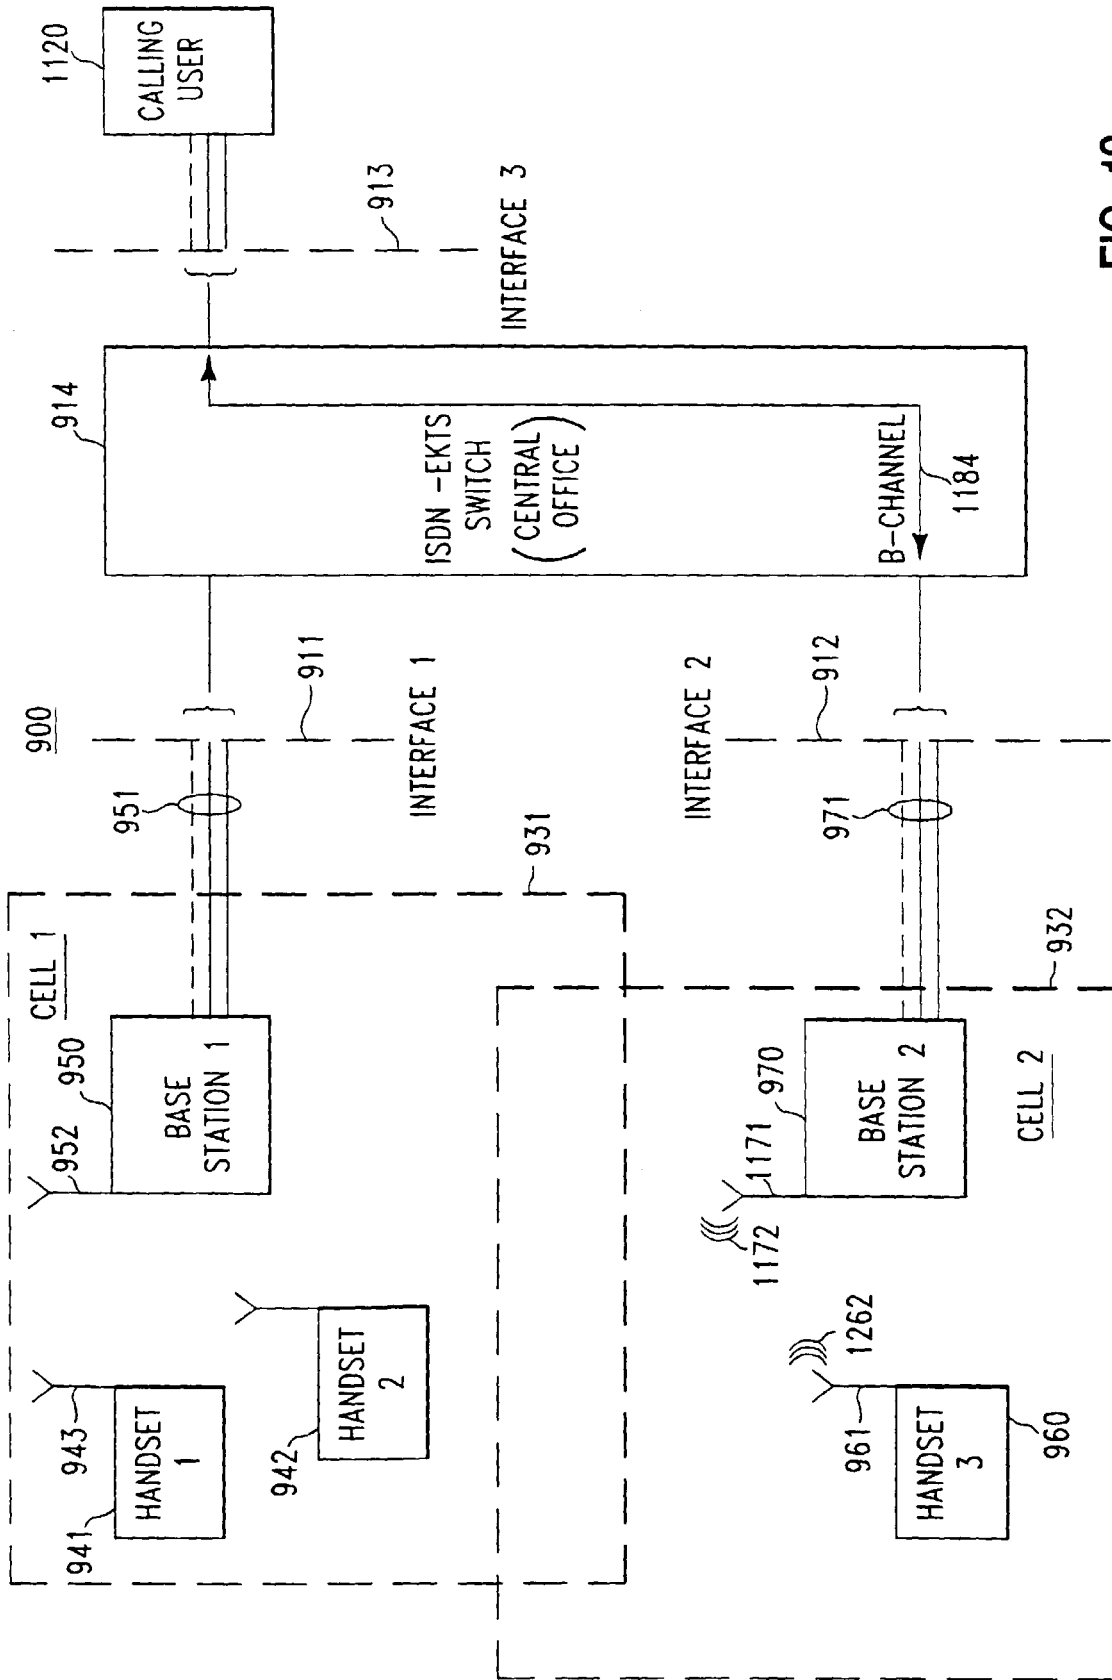 CELL 1
900
1120
941
943
952
950
951
911
914
CALLING
USER
HANDSET
1
BASE
STATION 1
942
HANDSET
2
INTERFACE 1
913
ISDN-EKTS
SWITCH
(CENTRAL
OFFICE)
INTERFACE 3
931
INTERFACE 2
1172
1171
1262
961
970
971
912
B-CHANNEL
1184
HANDSET
3
BASE
STATION 2
960
CELL 2
932
FIG.